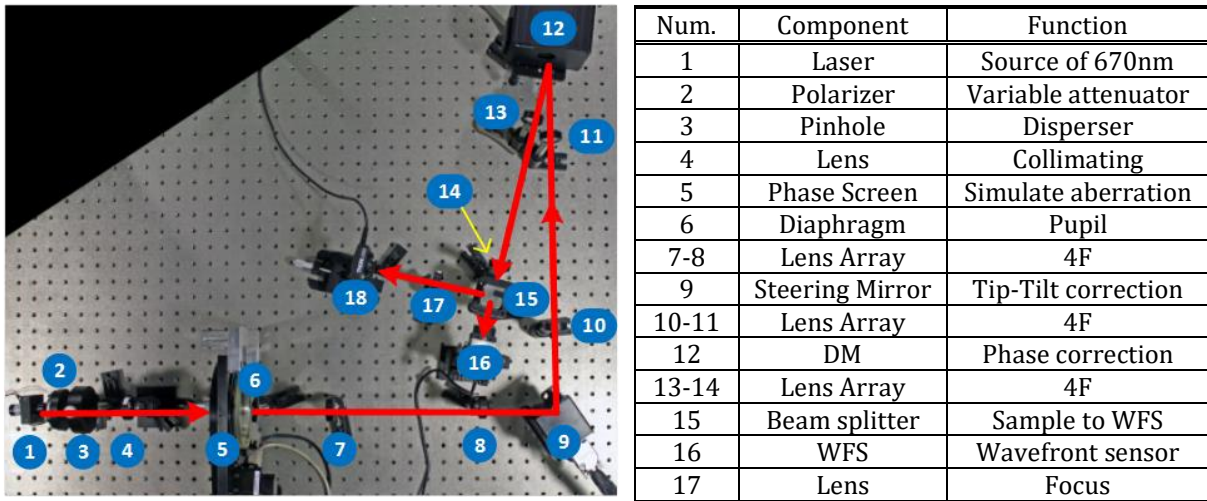 12
13
11
14
18
17
15
10
16
2
6
1
3
4
5
7
8
9
Num. Component Function
1 Laser Source of 670nm
2 Polarizer Variable attenuator
3 Pinhole Disperser
4 Lens Collimating
5 Phase Screen Simulate aberration
6 Diaphragm Pupil
7-8 Lens Array 4F
9 Steering Mirror Tip-Tilt correction
10-11 Lens Array 4F
12 DM Phase correction
13-14 Lens Array 4F
15 Beam splitter Sample to WFS
16 WFS Wavefront sensor
17 Lens Focus